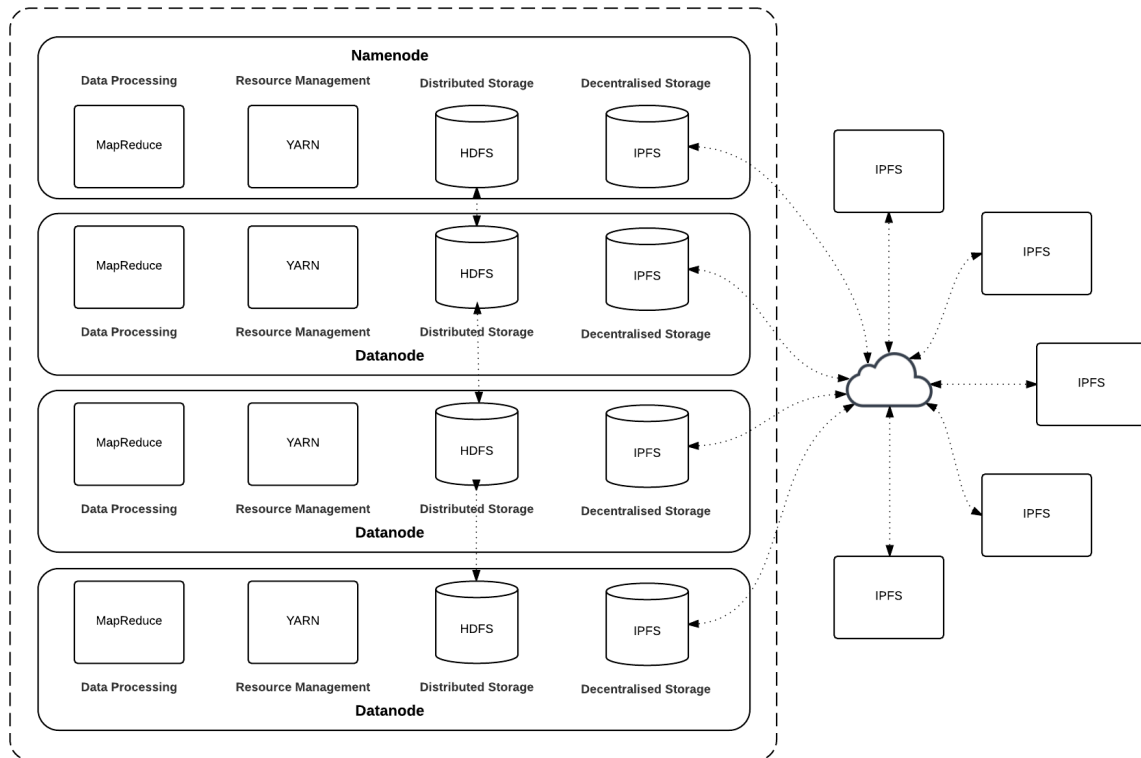 Namenode
Data Processing Resource Management Distributed Storage Decentralised Storage
MapReduce YARN HDFS IPFS
MapReduce YARN HDFS IPFS
Data Processing Resource Management Distributed Storage Decentralised Storage
Datanode
MapReduce YARN HDFS IPFS
Data Processing Resource Management Distributed Storage Decentralised Storage
Datanode
MapReduce YARN HDFS IPFS
Data Processing Resource Management Distributed Storage Decentralised Storage
Datanode
IPFS
IPFS
IPFS
IPFS
IPFS